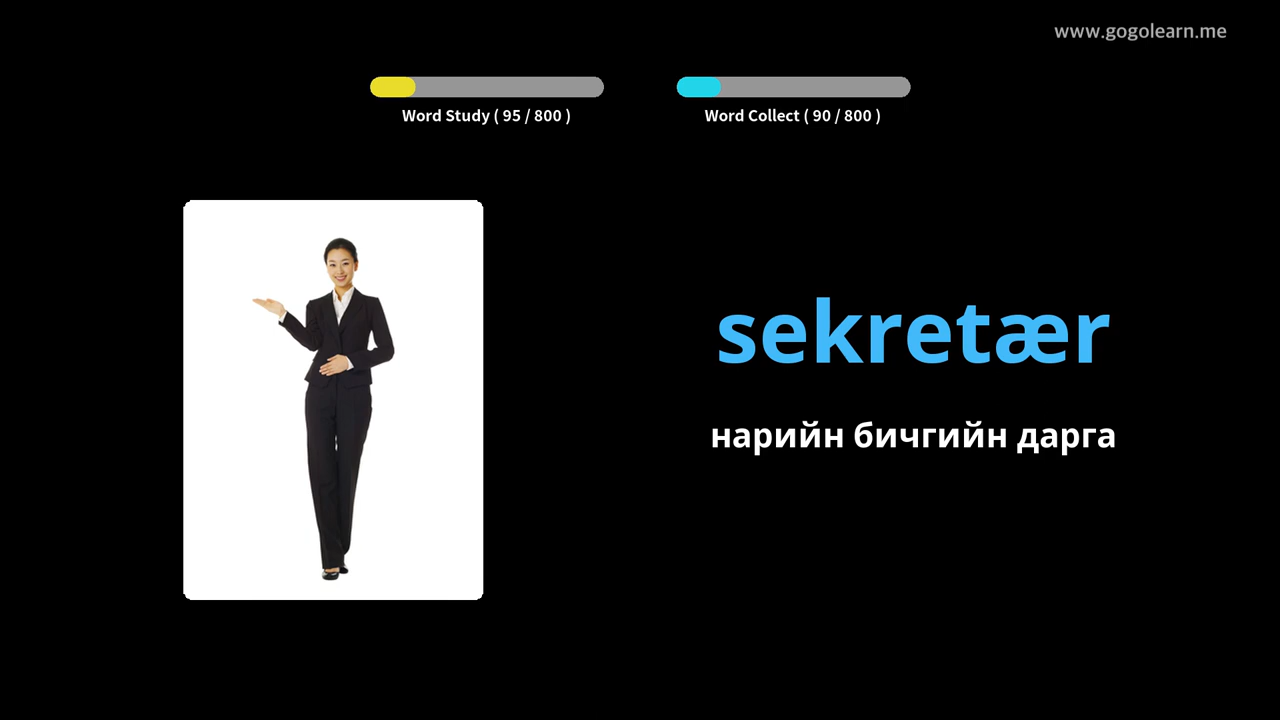 www.gogolearn.me
Word Study ( 95 / 800 )
Word Collect ( 90 / 800 )
sekretær
нарийн бичгийн дарга